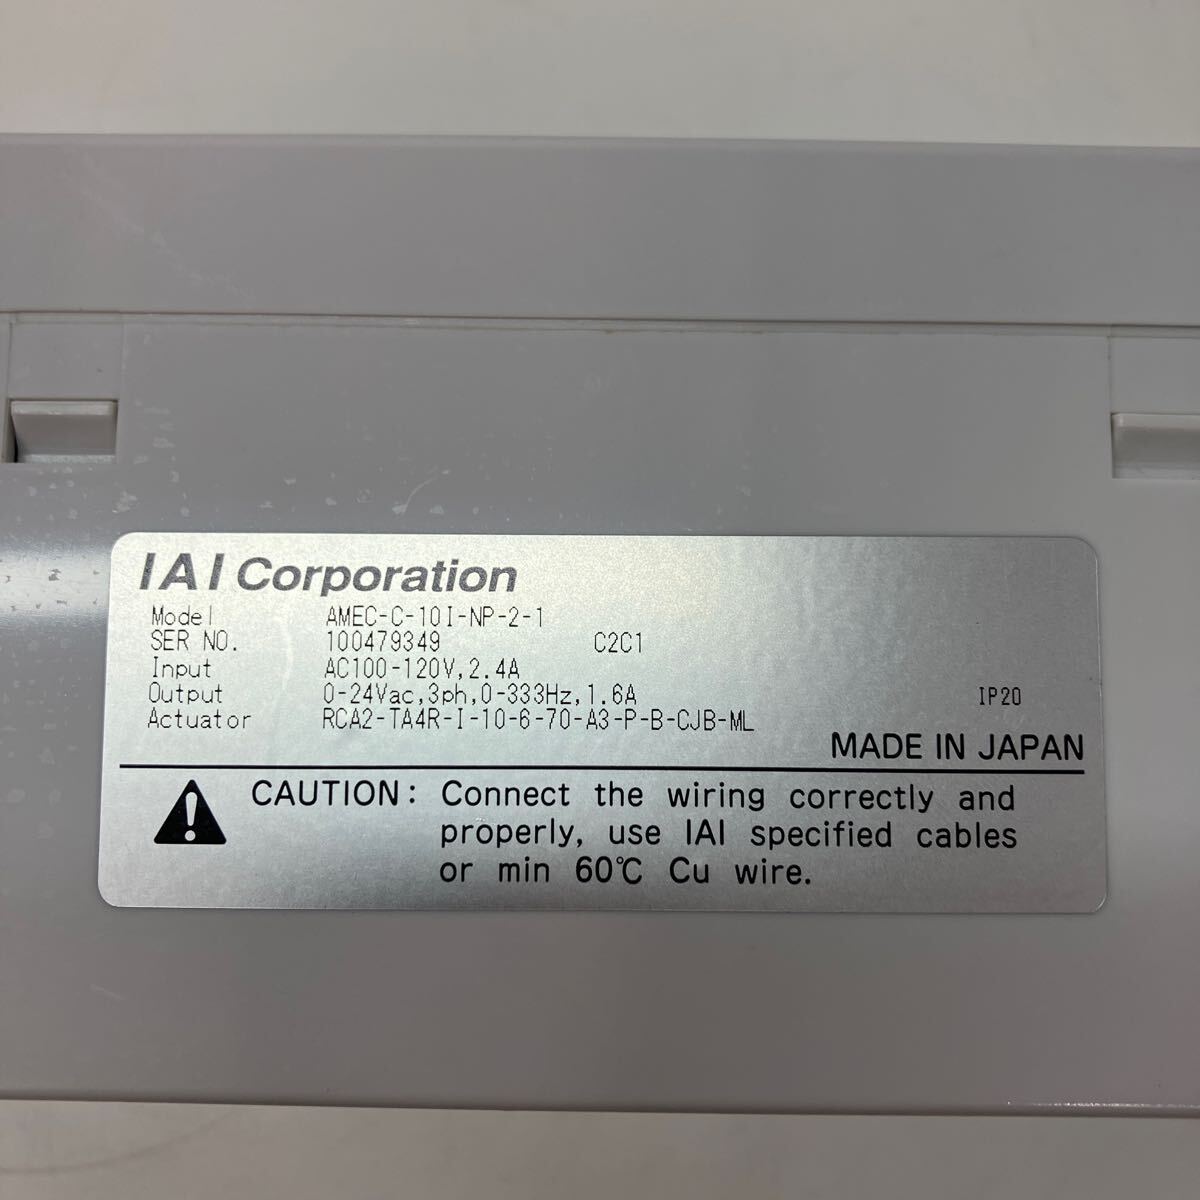 IAI Corporation
Model AMEC-C-10I-NP-2-1
SER NO. 100479349 C2C1
Input AC100-120V,2.4A
Output 0-24Vac,3ph,0-333Hz,1.6A IP20
Actuator RCA2-TA4R-I-10-6-70-A3-P-B-CJB-ML
MADE IN JAPAN
CAUTION: Connect the wiring correctly and
properly, use IAI specified cables
or min 60℃ Cu wire.